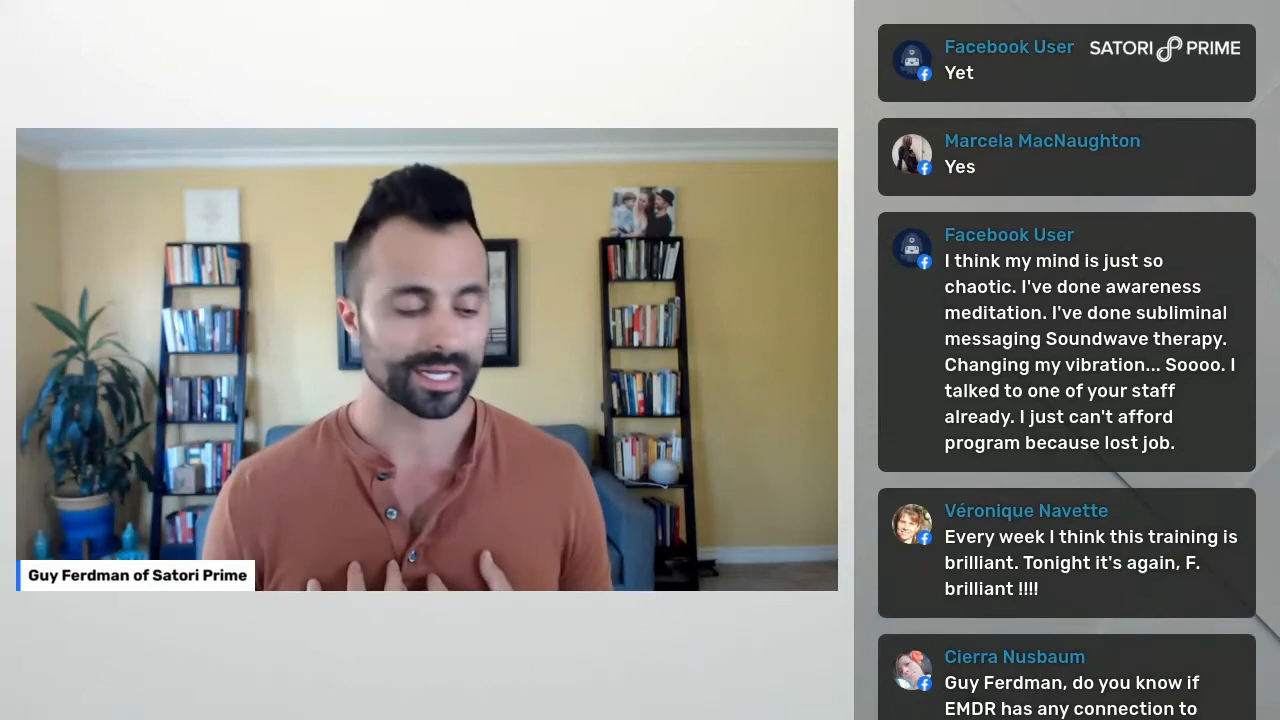 Facebook User
SATORI PRIME
Yet
Marcela MacNaughton
Yes
Facebook User
I think my mind is just so
chaotic. I've done awareness
meditation. I've done subliminal
messaging Soundwave therapy.
Changing my vibration... Soooo. I
talked to one of your staff
already. I just can't afford
program because lost job.
Véronique Navette
Every week I think this training is
brilliant. Tonight it's again, F.
brilliant !!!!
Cierra Nusbaum
Guy Ferdman, do you know if
EMDR has any connection to
Guy Ferdman of Satori Prime